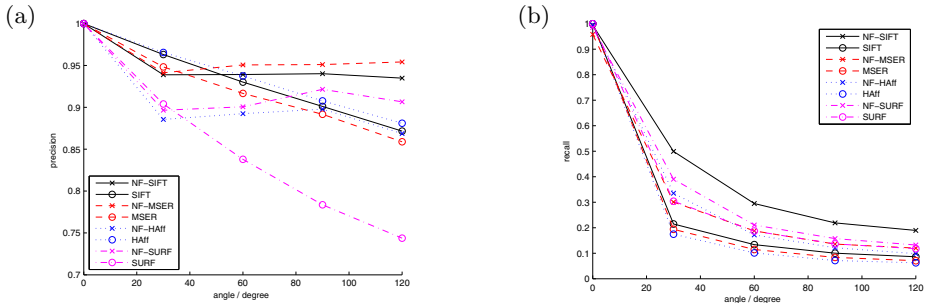 (a)
1
0.95
0.9
0.85
0.8
0.75
0.7
precision
NF-SIFT
SIFT
NF-MSER
MSER
NF-HAff
HAff
NF-SURF
SURF
0 20 40 60 80 100 120
angle / degree
(b)
1
0.9
0.8
0.7
0.6
0.5
0.4
0.3
0.2
0.1
0
recall
NF-SIFT
SIFT
NF-MSER
MSER
NF-HAff
HAff
NF-SURF
SURF
0 20 40 60 80 100 120
angle / degree